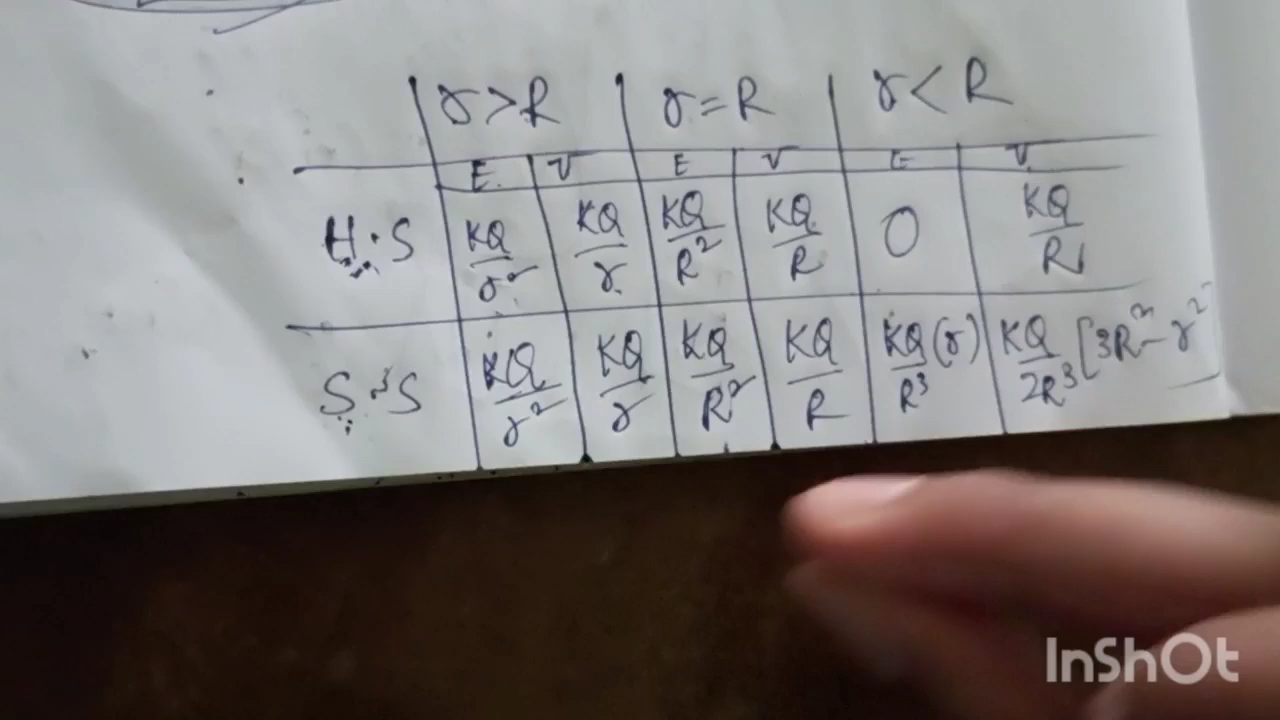 r>R r=R r<R
E. V E V E V
H.S KQ/r² KQ/r KQ/R² KQ/R 0 KQ/R
S.S KQ/r² KQ/r KQ/R² KQ/R KQ/R³(r) KQ/2R³[3R²-r²]
InShOt